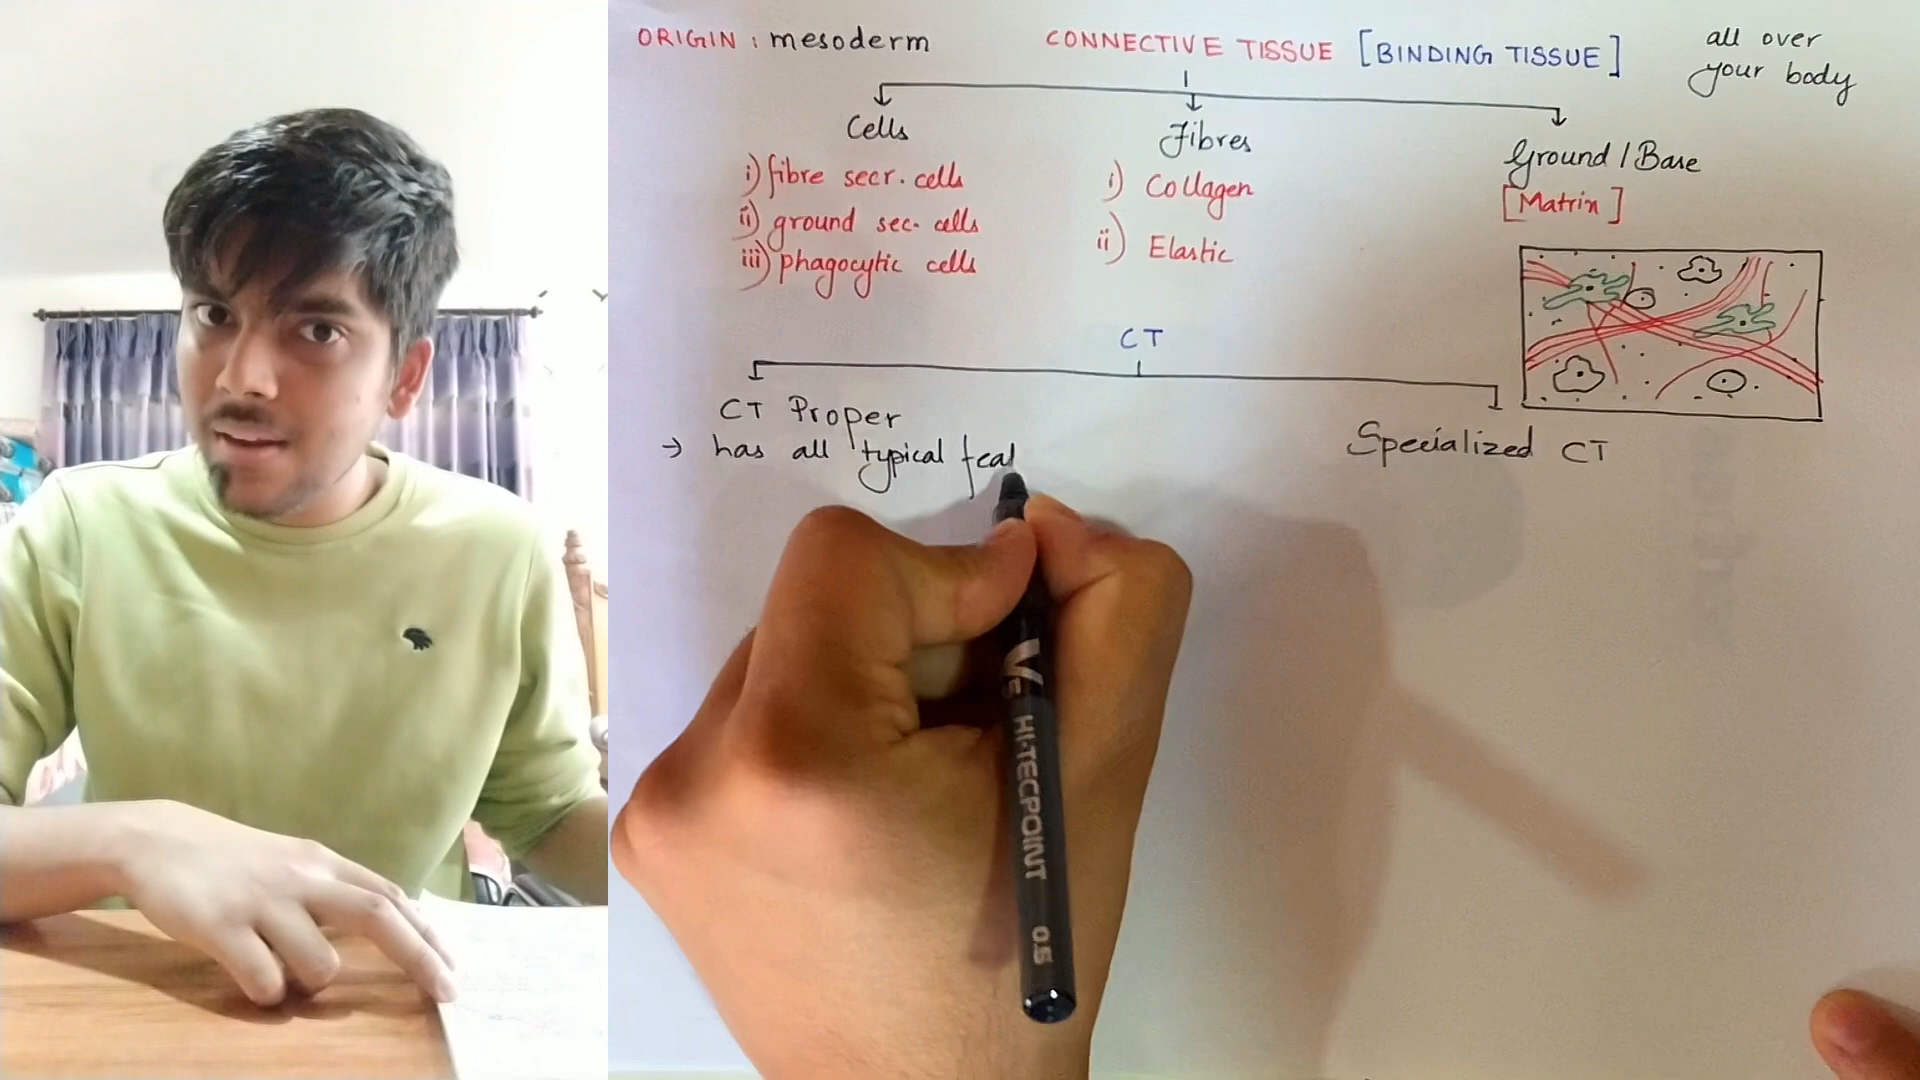 ORIGIN : mesoderm
CONNECTIVE TISSUE [BINDING TISSUE]
all over
your body
Cells
i) fibre secr. cells
ii) ground sec. cells
iii) phagocytic cells
Fibres
i) Collagen
ii) Elastic
Ground / Base
[Matrix]
CT
CT Proper
→ has all typical feat
Specialized CT
V5 HI-TECPOINT 0.5